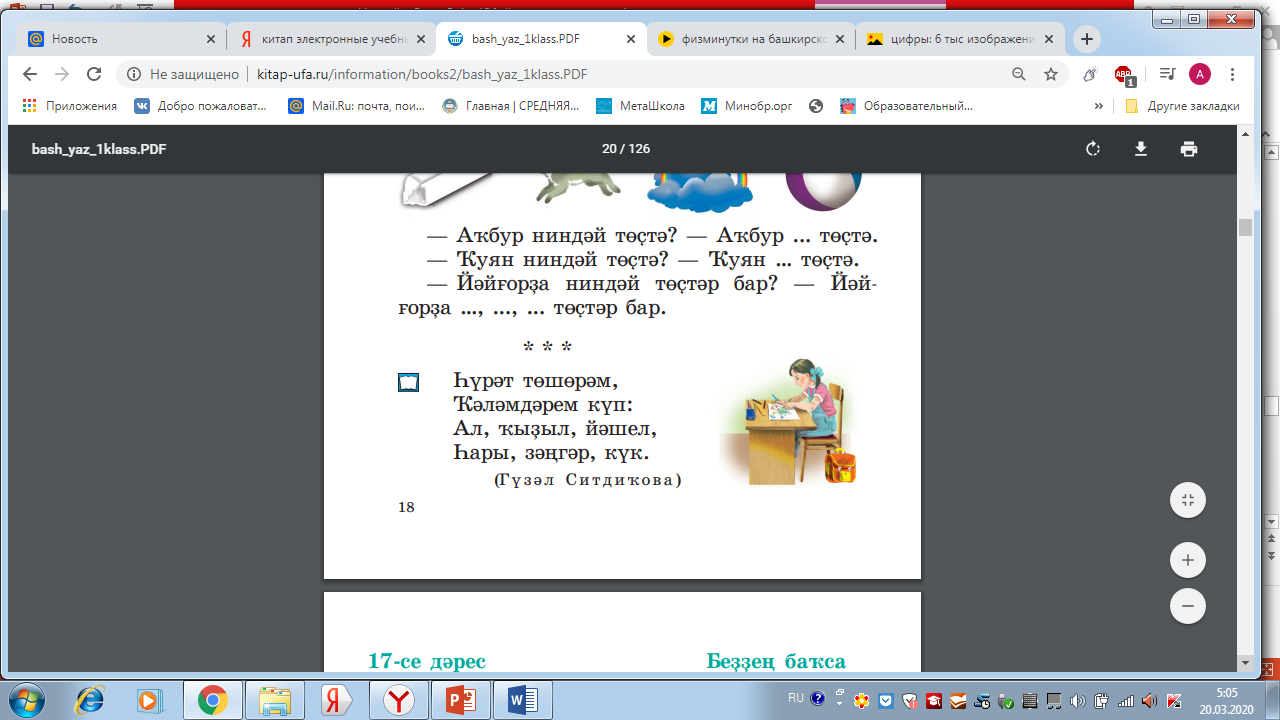 Новость
китап электронные учебн
bash_yaz_1klass.PDF
физминутки на башкирско
цифры: 6 тыс изображени
Не защищено | kitap-ufa.ru/information/books2/bash_yaz_1klass.PDF
ABP
1
A
Приложения
Добро пожаловат...
Mail.Ru: почта, пои...
Главная | СРЕДНЯЯ...
МетаШкола
Минобр.орг
Образовательный...
»
Другие закладки
bash_yaz_1klass.PDF
20 / 126
— Аҡбур ниндәй төҫтә? — Аҡбур ... төҫтә.
— Ҡуян ниндәй төҫтә? — Ҡуян ... төҫтә.
— Йәйғорҙа ниндәй төҫтәр бар? — Йәй-
ғорҙа ..., ..., ... төҫтәр бар.
* * *
Һүрәт төшөрәм,
Ҡәләмдәрем күп:
Ал, ҡыҙыл, йәшел,
Һары, зәңгәр, күк.
(Гүзәл Ситдиҡова)
18
17-се дәрес
Беҙҙең баҡса
RU
5:05
20.03.2020